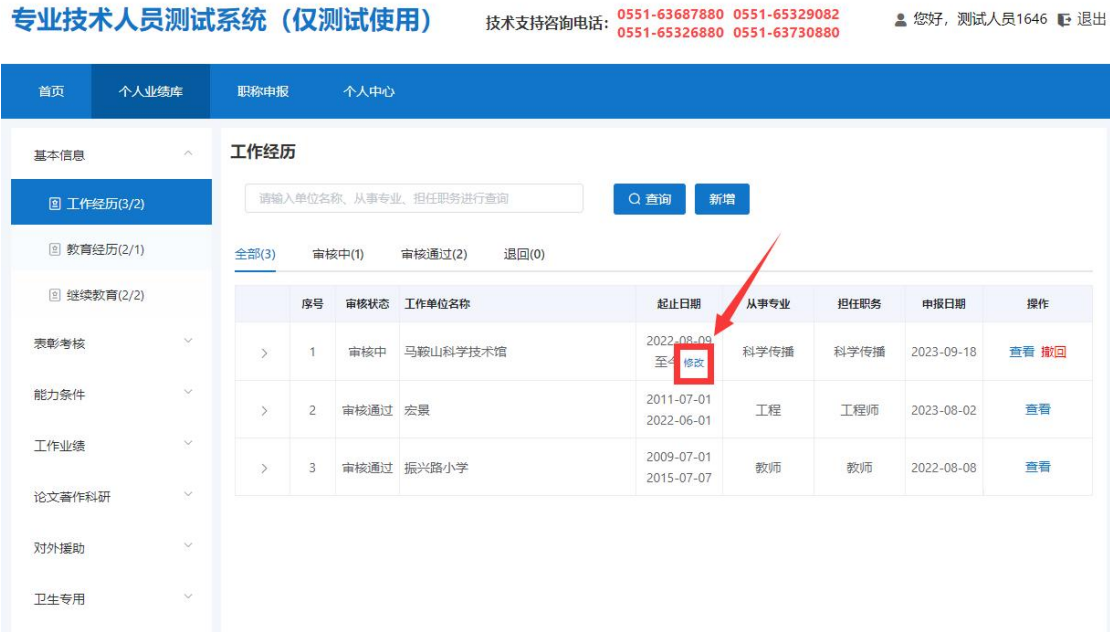 专业技术人员测试系统（仅测试使用）
技术支持咨询电话：
0551-63687880 0551-65329082
0551-65326880 0551-63730880
您好，测试人员1646 退出
首页 个人业绩库 职称申报 个人中心
基本信息
工作经历(3/2)
教育经历(2/1)
继续教育(2/2)
表彰考核
能力条件
工作业绩
论文著作科研
对外援助
卫生专用
工作经历
请输入单位名称、从事专业、担任职务进行查询
查询 新增
全部(3) 审核中(1) 审核通过(2) 退回(0)
序号 审核状态 工作单位名称 起止日期 从事专业 担任职务 申报日期 操作
1 审核中 马鞍山科学技术馆 2022-08-09 科学传播 科学传播 2023-09-18 查看 撤回
至今 修改
2 审核通过 宏景 2011-07-01 工程 工程师 2023-08-02 查看
2022-06-01
3 审核通过 振兴路小学 2009-07-01 教师 教师 2022-08-08 查看
2015-07-07